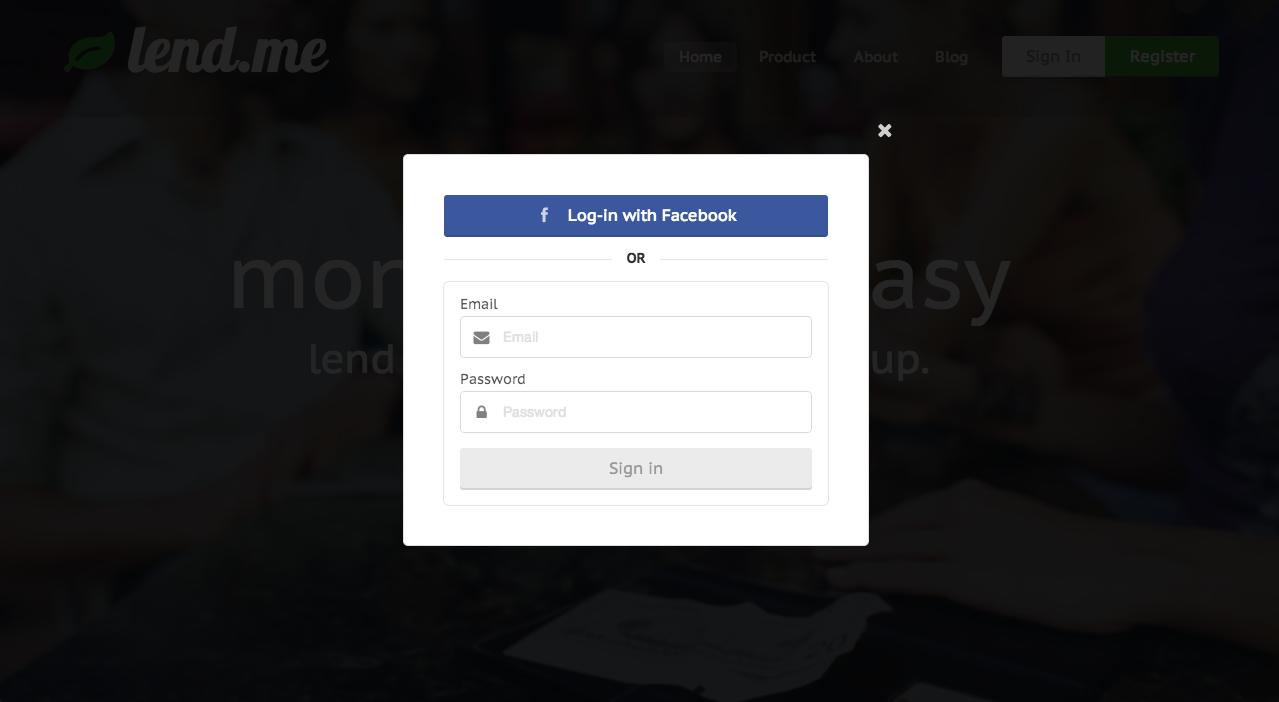 lend.me
Home Product About Blog Sign In Register
Log-in with Facebook
OR
Email
Email
Password
Password
Sign in